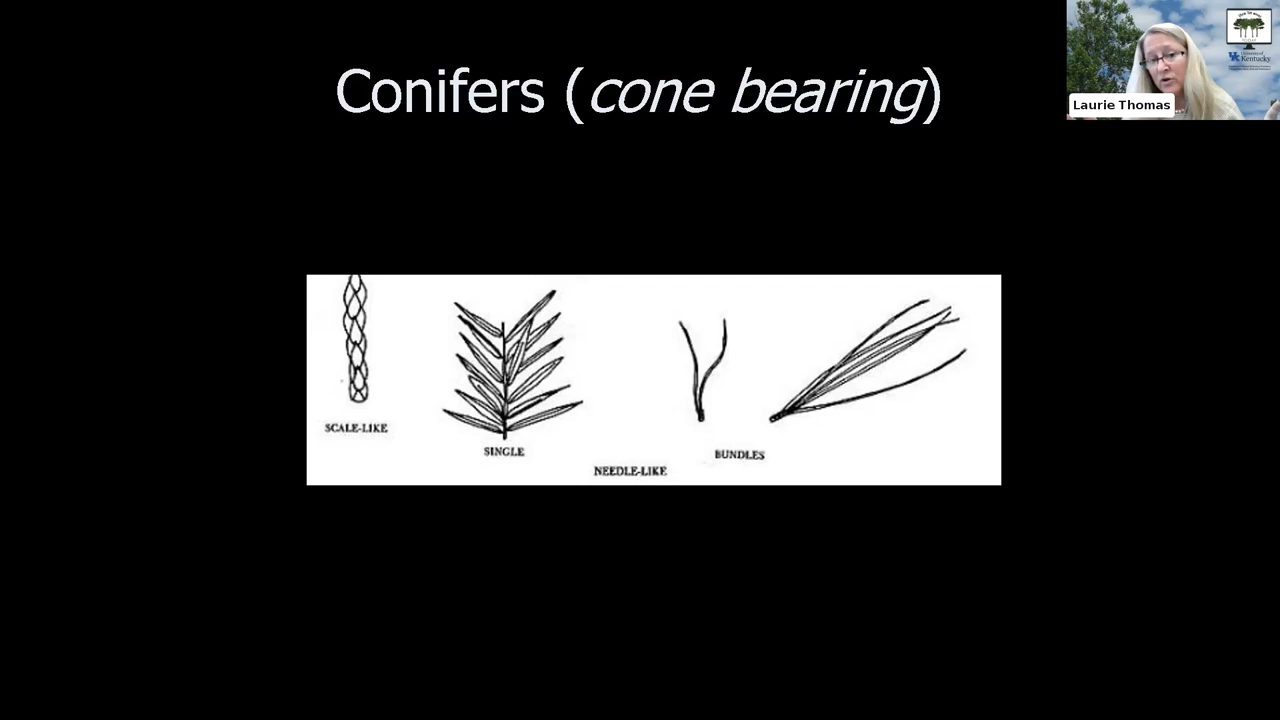 Conifers (cone bearing)
Laurie Thomas
Kentucky
SCALE-LIKE
SINGLE
BUNDLES
NEEDLE-LIKE